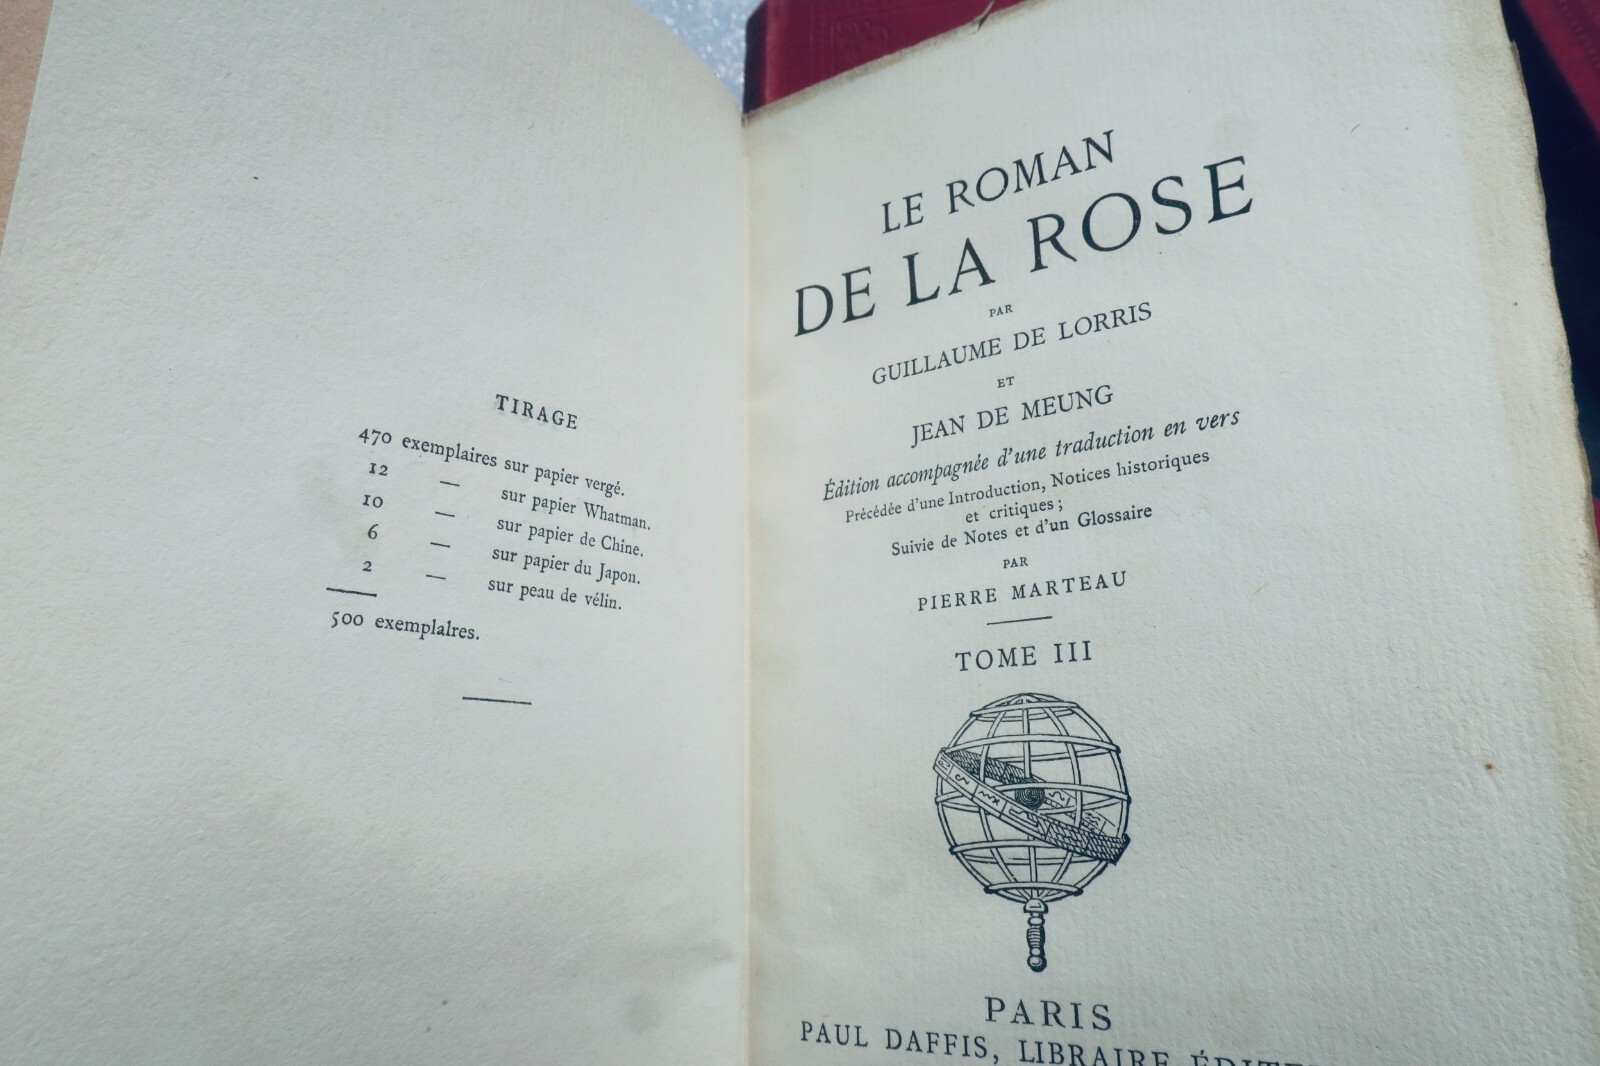 TIRAGE
470 exemplaires sur papier vergé.
12 — sur papier Whatman.
10 — sur papier de Chine.
6 — sur papier du Japon.
2 — sur peau de vélin.
500 exemplaires.
LE ROMAN
DE LA ROSE
PAR
GUILLAUME DE LORRIS
ET
JEAN DE MEUNG
Édition accompagnée d'une traduction en vers
Précédée d'une Introduction, Notices historiques
et critiques ;
Suivie de Notes et d'un Glossaire
PAR
PIERRE MARTEAU
TOME III
PARIS
PAUL DAFFIS, LIBRAIRE